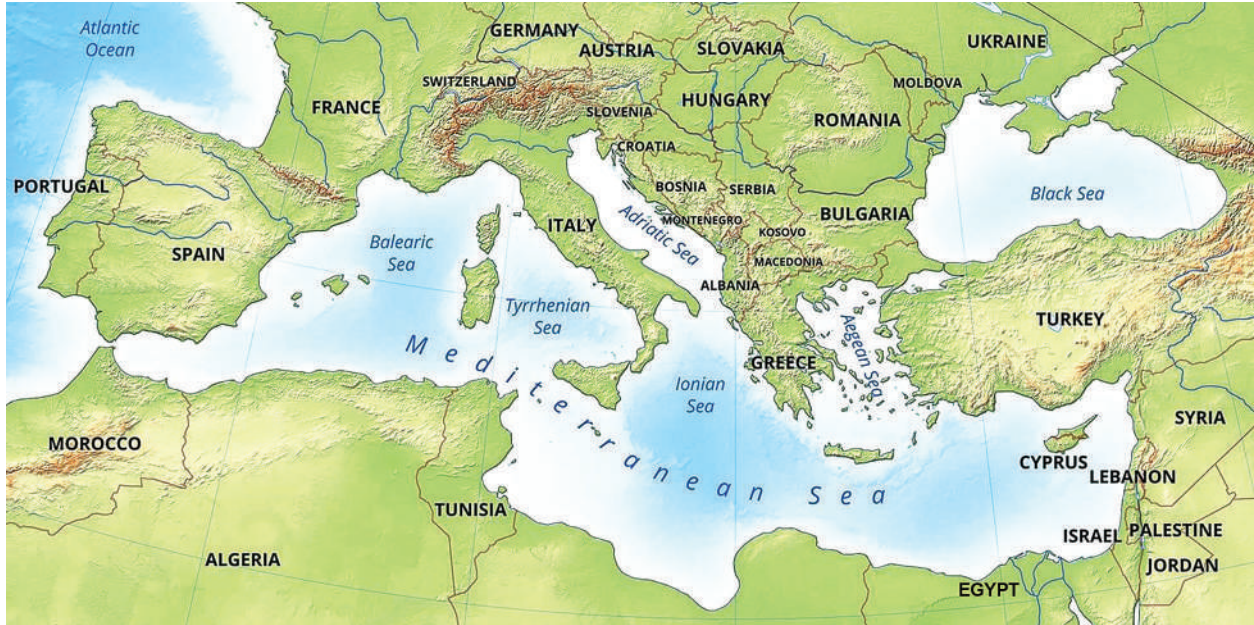 Atlantic
Ocean
GERMANY
AUSTRIA
SLOVAKIA
UKRAINE
SWITZERLAND
MOLDOVA
FRANCE
HUNGARY
SLOVENIA
ROMANIA
CROATIA
PORTUGAL
BOSNIA
SERBIA
Black Sea
BULGARIA
MONTENEGRO
ITALY
Adriatic Sea
KOSOVO
SPAIN
Balearic
Sea
MACEDONIA
ALBANIA
Tyrrhenian
Sea
TURKEY
Aegean Sea
GREECE
Mediterranean Sea
Ionian
Sea
SYRIA
MOROCCO
CYPRUS
LEBANON
TUNISIA
ISRAEL
PALESTINE
ALGERIA
JORDAN
EGYPT